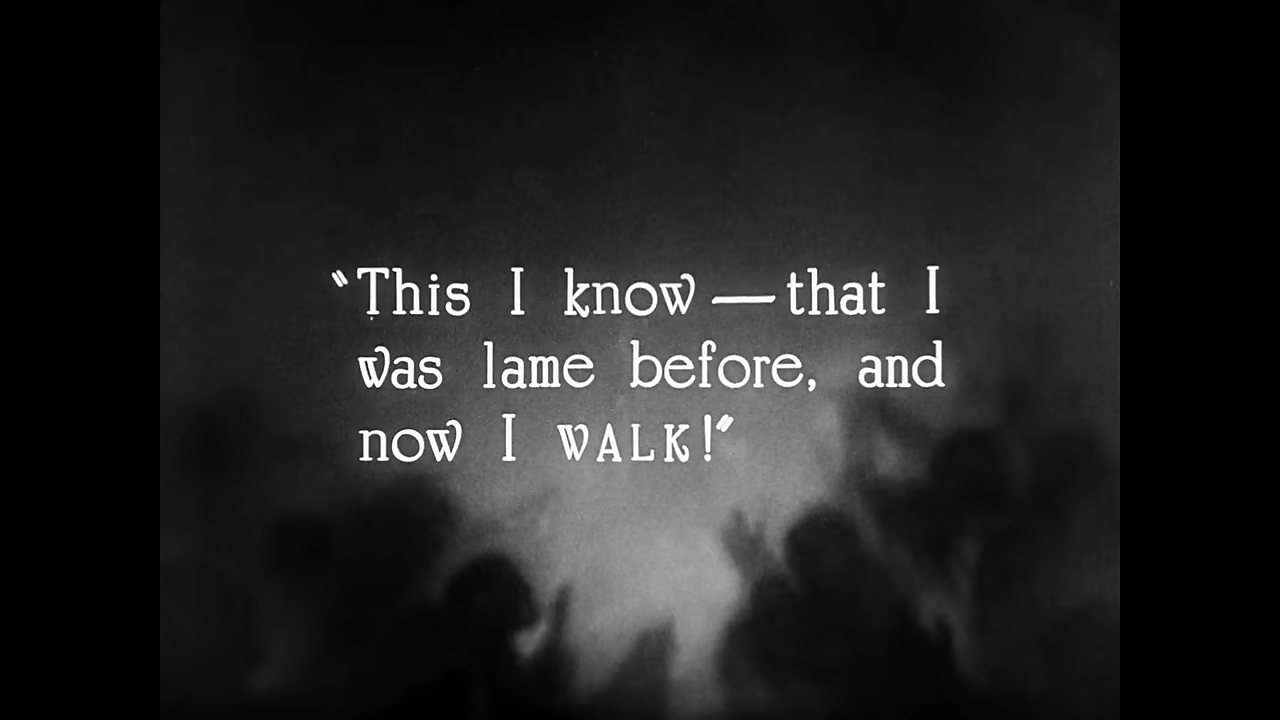 "This I know — that I
was lame before, and
now I WALK!"